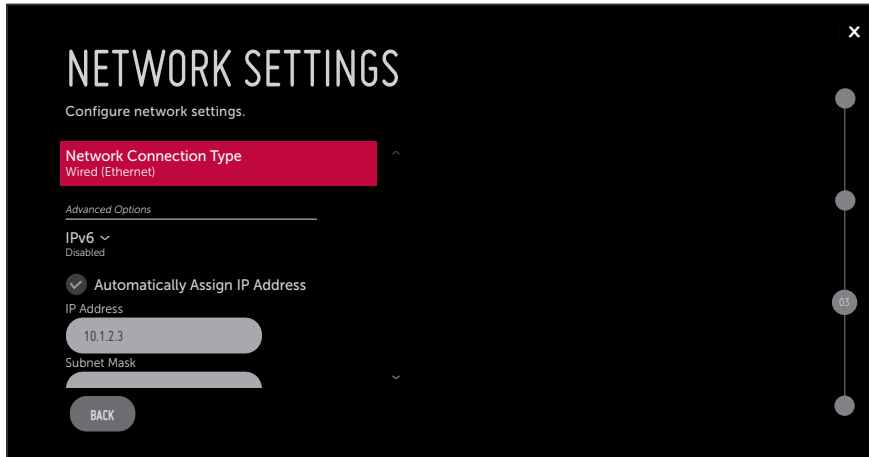 X
NETWORK SETTINGS
Configure network settings.
Network Connection Type
Wired (Ethernet)
Advanced Options
IPv6
Disabled
Automatically Assign IP Address
IP Address
10.1.2.3
03
Subnet Mask
BACK